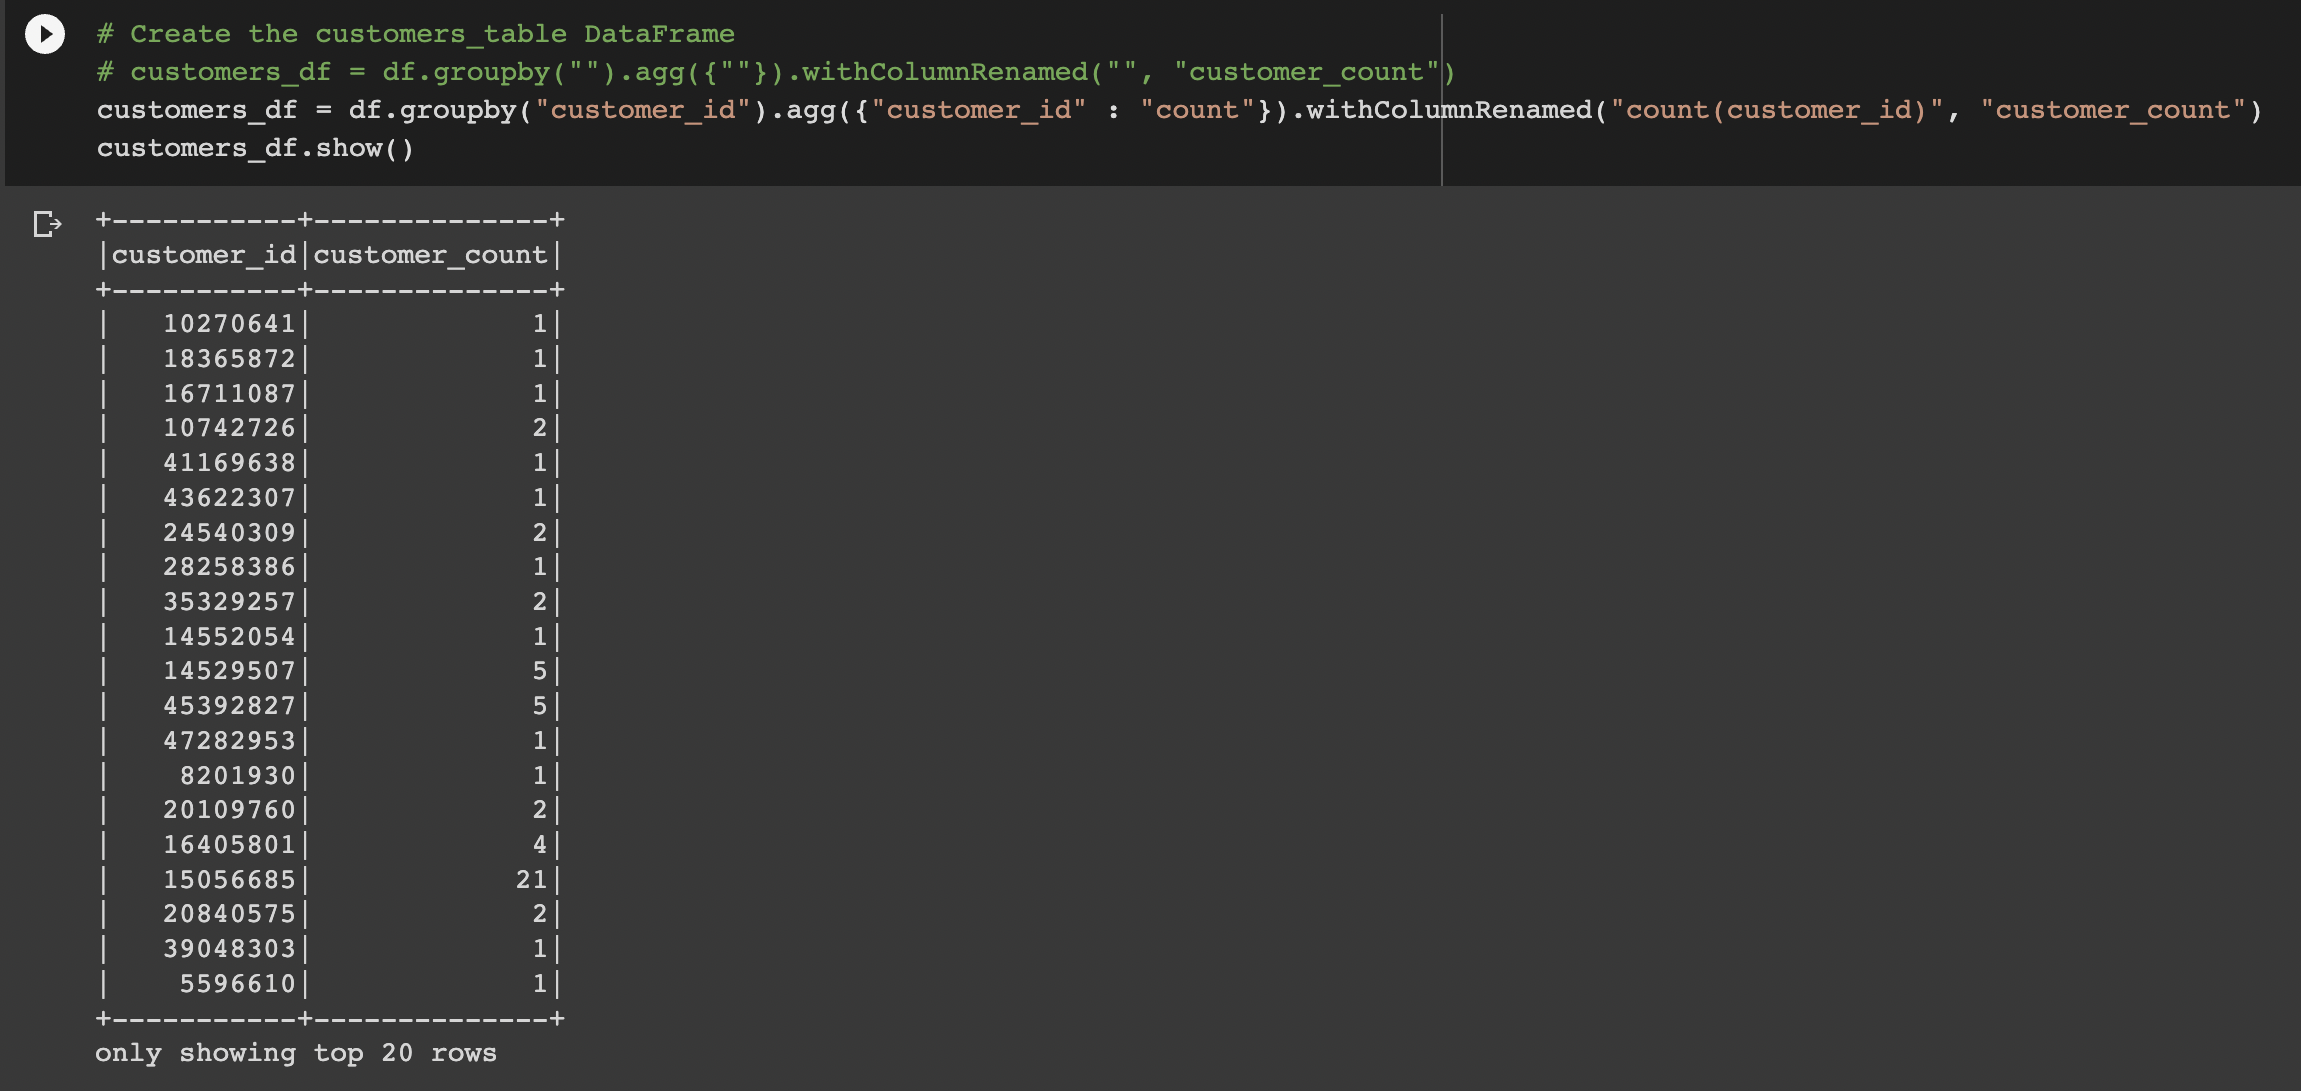 # Create the customers_table DataFrame
# customers_df = df.groupby("").agg({""}).withColumnRenamed("", "customer_count")
customers_df = df.groupby("customer_id").agg({"customer_id" : "count"}).withColumnRenamed("count(customer_id)", "customer_count")
customers_df.show()
+-----------+--------------+
|customer_id|customer_count|
+-----------+--------------+
|   10270641|             1|
|   18365872|             1|
|   16711087|             1|
|   10742726|             2|
|   41169638|             1|
|   43622307|             1|
|   24540309|             2|
|   28258386|             1|
|   35329257|             2|
|   14552054|             1|
|   14529507|             5|
|   45392827|             5|
|   47282953|             1|
|    8201930|             1|
|   20109760|             2|
|   16405801|             4|
|   15056685|            21|
|   20840575|             2|
|   39048303|             1|
|    5596610|             1|
+-----------+--------------+
only showing top 20 rows